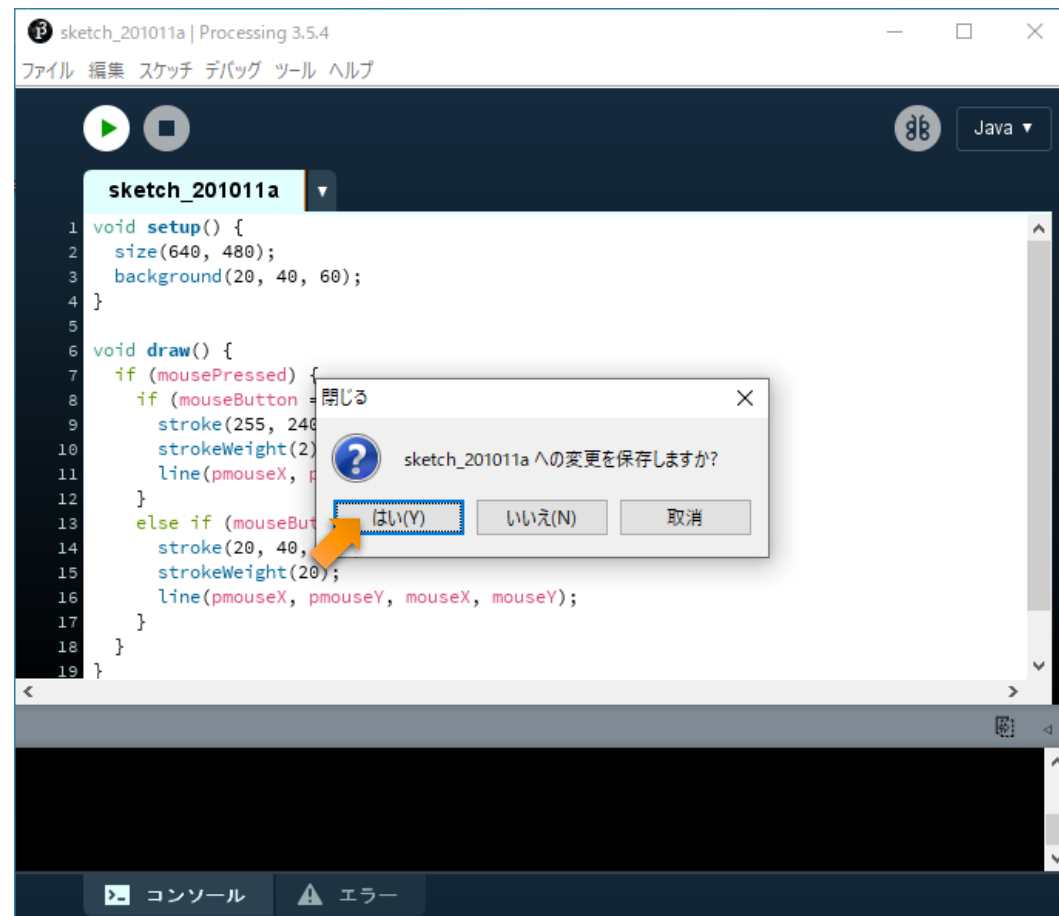 sketch_201011a | Processing 3.5.4
ファイル 編集 スケッチ デバッグ ツール ヘルプ
Java ▼
sketch_201011a ▼
1 void setup() {
2   size(640, 480);
3   background(20, 40, 60);
4 }
5
6 void draw() {
7   if (mousePressed) {
8     if (mouseButton =
9       stroke(255, 240
10       strokeWeight(2)
11       line(pmouseX, p
12     }
13     else if (mouseBut
14       stroke(20, 40,
15       strokeWeight(20);
16       line(pmouseX, pmouseY, mouseX, mouseY);
17     }
18   }
19 }
閉じる
sketch_201011a への変更を保存しますか?
はい(Y) いいえ(N) 取消
コンソール エラー